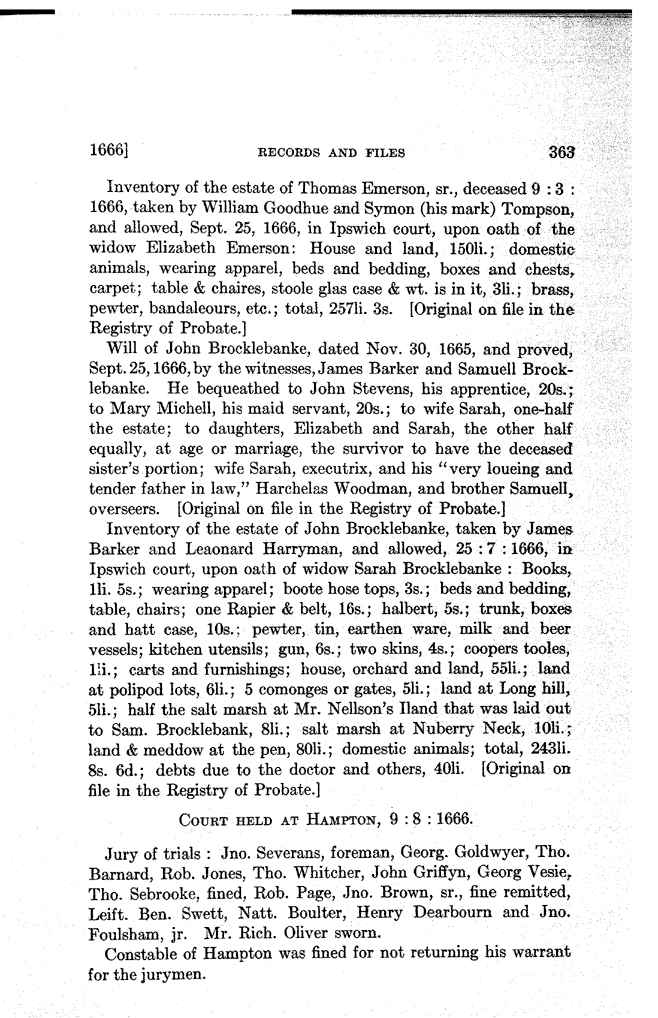 1666] RECORDS AND FILES 363
Inventory of the estate of Thomas Emerson, sr., deceased 9 : 3 :
1666, taken by William Goodhue and Symon (his mark) Tompson,
and allowed, Sept. 25, 1666, in Ipswich court, upon oath of the
widow Elizabeth Emerson: House and land, 150li.; domestic
animals, wearing apparel, beds and bedding, boxes and chests,
carpet; table & chaires, stoole glas case & wt. is in it, 3li.; brass,
pewter, bandaleours, etc.; total, 257li. 3s. [Original on file in the
Registry of Probate.]
Will of John Brocklebanke, dated Nov. 30, 1665, and proved,
Sept. 25, 1666, by the witnesses, James Barker and Samuell Brock-
lebanke. He bequeathed to John Stevens, his apprentice, 20s.;
to Mary Michell, his maid servant, 20s.; to wife Sarah, one-half
the estate; to daughters, Elizabeth and Sarah, the other half
equally, at age or marriage, the survivor to have the deceased
sister's portion; wife Sarah, executrix, and his "very loueing and
tender father in law," Harchelas Woodman, and brother Samuell,
overseers. [Original on file in the Registry of Probate.]
Inventory of the estate of John Brocklebanke, taken by James
Barker and Leaonard Harryman, and allowed, 25 : 7 : 1666, in
Ipswich court, upon oath of widow Sarah Brocklebanke : Books,
1li. 5s.; wearing apparel; boote hose tops, 3s.; beds and bedding,
table, chairs; one Rapier & belt, 16s.; halbert, 5s.; trunk, boxes
and hatt case, 10s.; pewter, tin, earthen ware, milk and beer
vessels; kitchen utensils; gun, 6s.; two skins, 4s.; coopers tooles,
1li.; carts and furnishings; house, orchard and land, 55li.; land
at polipod lots, 6li.; 5 comonges or gates, 5li.; land at Long hill,
5li.; half the salt marsh at Mr. Nellson's Iland that was laid out
to Sam. Brocklebank, 8li.; salt marsh at Nuberry Neck, 10li.;
land & meddow at the pen, 80li.; domestic animals; total, 243li.
8s. 6d.; debts due to the doctor and others, 40li. [Original on
file in the Registry of Probate.]
COURT HELD AT HAMPTON, 9 : 8 : 1666.
Jury of trials : Jno. Severans, foreman, Georg. Goldwyer, Tho.
Barnard, Rob. Jones, Tho. Whitcher, John Griffyn, Georg Vesie,
Tho. Sebrooke, fined, Rob. Page, Jno. Brown, sr., fine remitted,
Leift. Ben. Swett, Natt. Boulter, Henry Dearbourn and Jno.
Foulsham, jr. Mr. Rich. Oliver sworn.
Constable of Hampton was fined for not returning his warrant
for the jurymen.